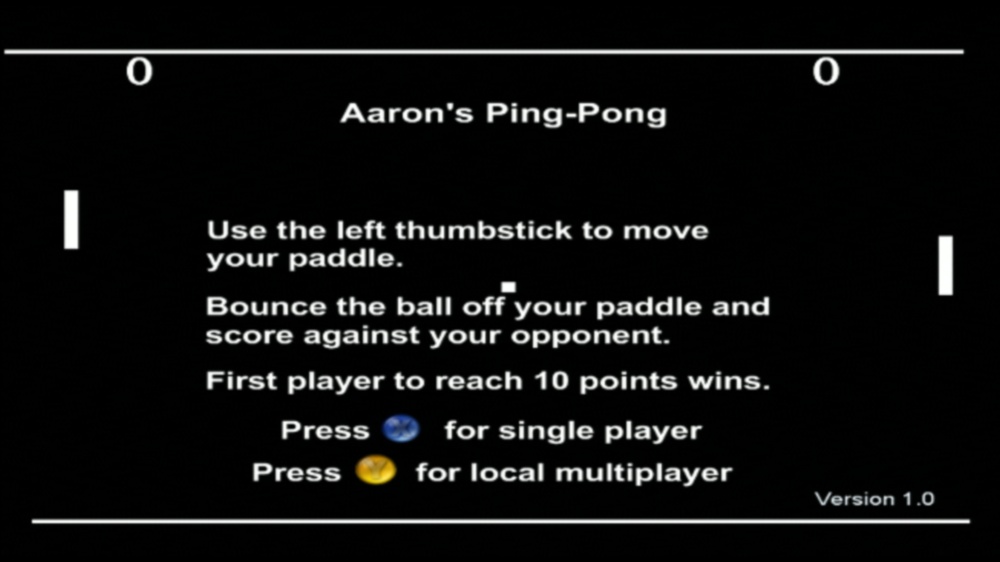 0 0
Aaron's Ping-Pong
Use the left thumbstick to move
your paddle.
Bounce the ball off your paddle and
score against your opponent.
First player to reach 10 points wins.
Press X for single player
Press Y for local multiplayer
Version 1.0